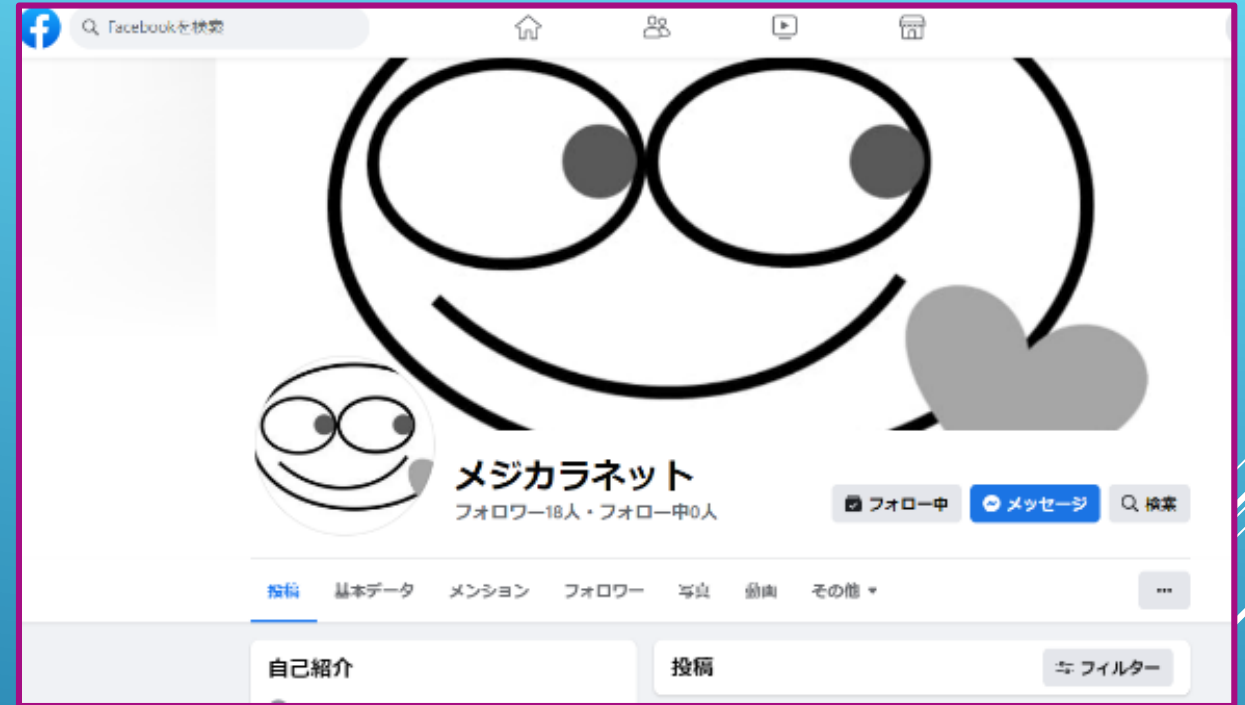 Facebookを検索
メジカラネット
フォロワー18人・フォロー中0人
フォロー中
メッセージ
検索
投稿 基本データ メンション フォロワー 写真 動画 その他
自己紹介
投稿
フィルター